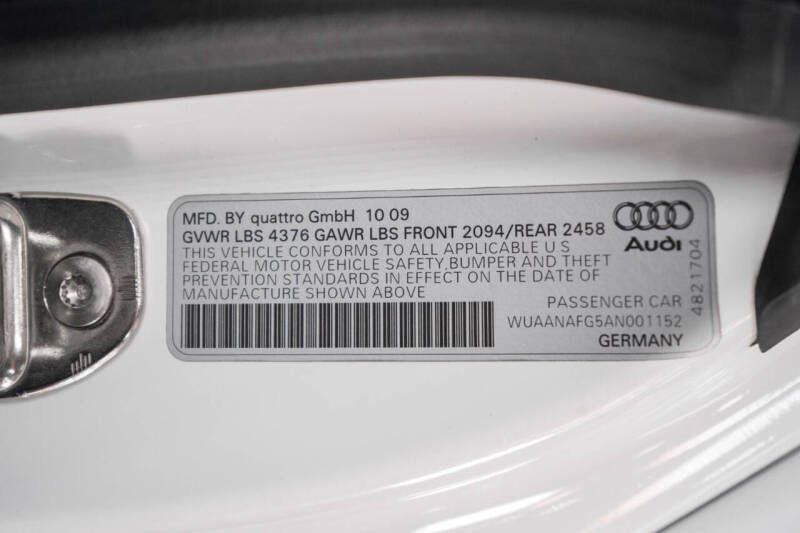 MFD. BY quattro GmbH 10 09
GVWR LBS 4376 GAWR LBS FRONT 2094/REAR 2458
THIS VEHICLE CONFORMS TO ALL APPLICABLE U S
FEDERAL MOTOR VEHICLE SAFETY,BUMPER AND THEFT
PREVENTION STANDARDS IN EFFECT ON THE DATE OF
MANUFACTURE SHOWN ABOVE
Audi
4821704
PASSENGER CAR
WUAANAFG5AN001152
GERMANY